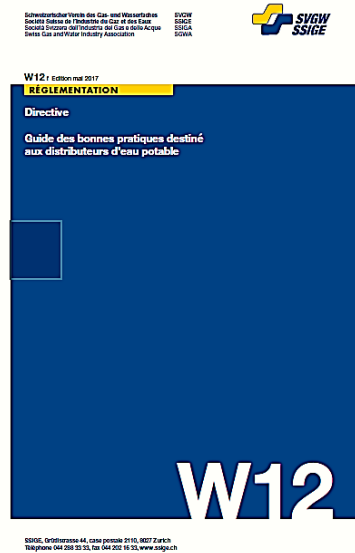 Schweizerischer Verein des Gas- und Wasserfaches SVGW
Société Suisse de l'Industrie du Gaz et des Eaux SSIGE
Società Svizzera dell'Industria del Gas e delle Acque SSIGA
Swiss Gas and Water Industry Association SGWA
SVGW
SSIGE
W12 f Edition mai 2017
RÉGLEMENTATION
Directive
Guide des bonnes pratiques destiné
aux distributeurs d'eau potable
W12
SSIGE, Grütlistrasse 44, case postale 2110, 8027 Zurich
Téléphone 044 288 33 33, fax 044 202 16 33, www.ssige.ch